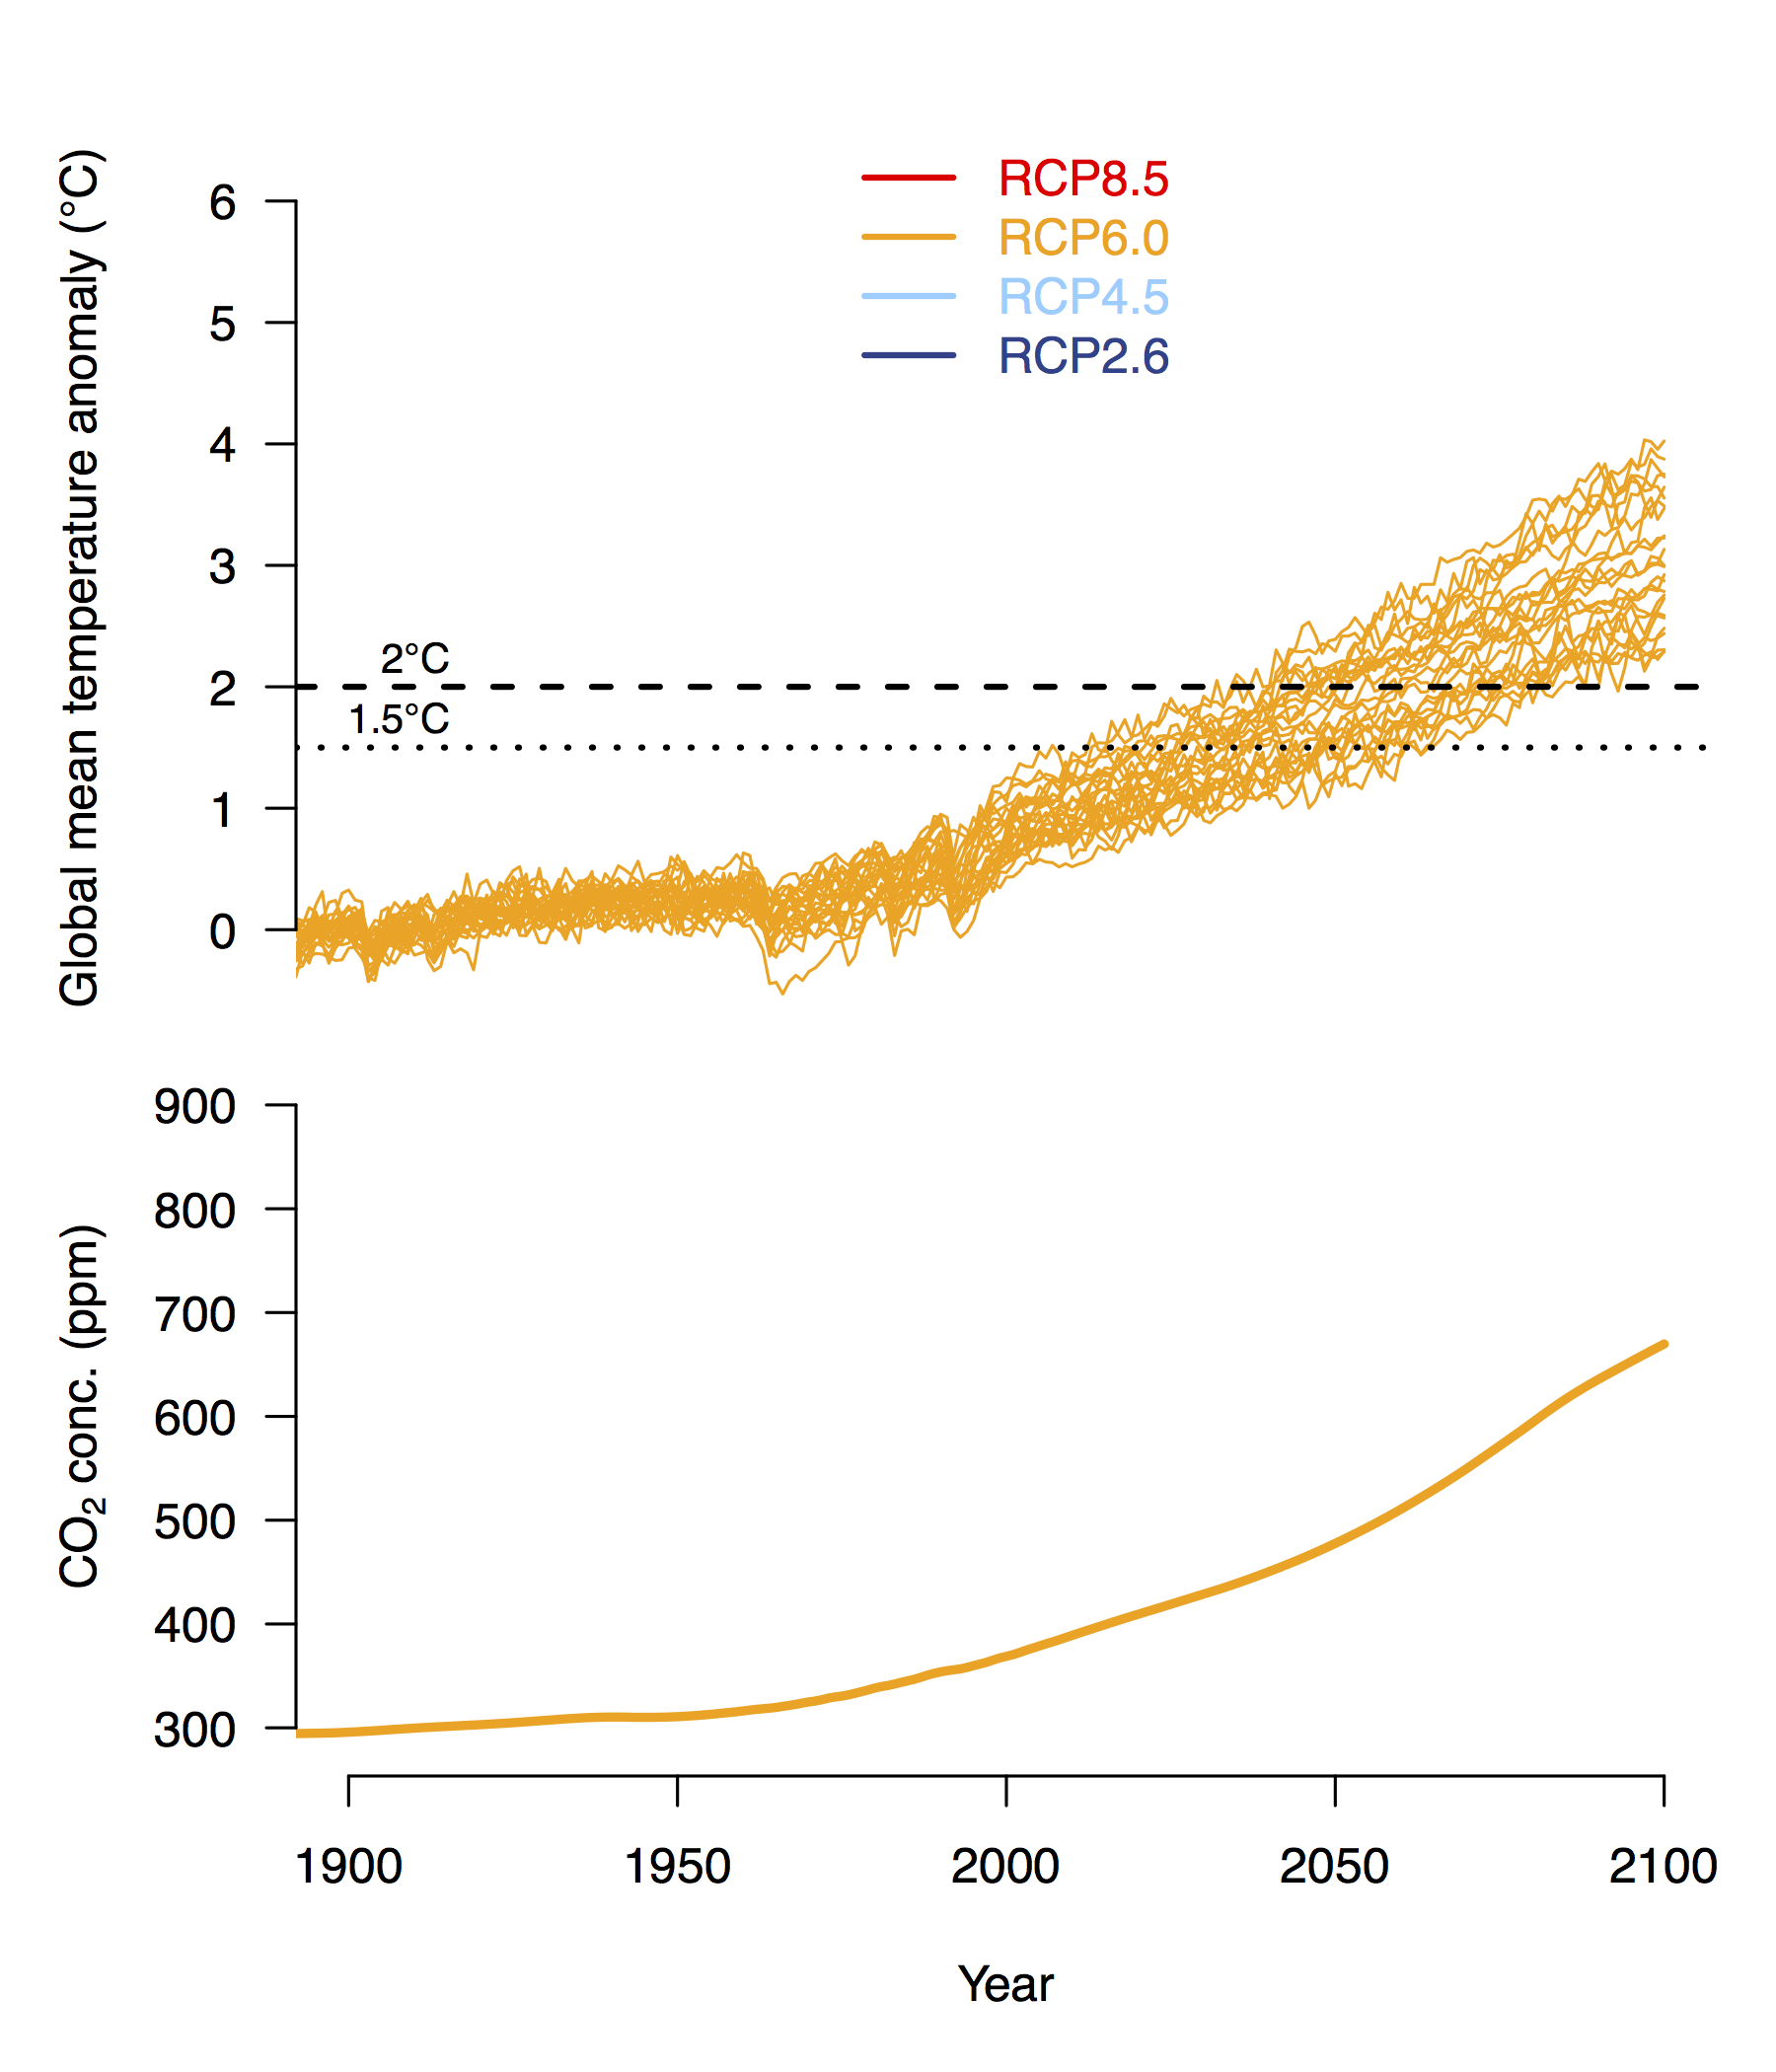 Global mean temperature anomaly (°C)
6
5
4
3
2
1
0
RCP8.5
RCP6.0
RCP4.5
RCP2.6
2°C
1.5°C
CO₂ conc. (ppm)
900
800
700
600
500
400
300
1900 1950 2000 2050 2100
Year